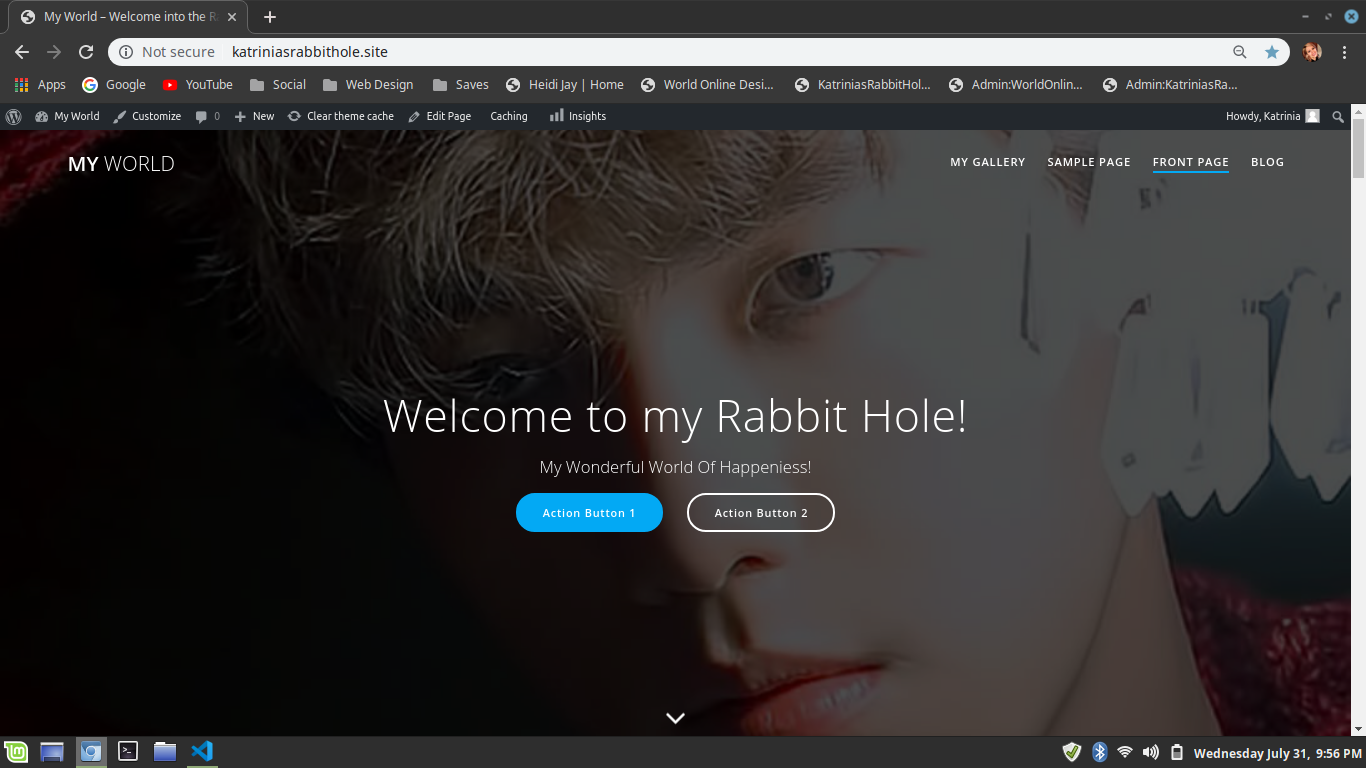 My World – Welcome into the R
Not secure katriniasrabbithole.site
Apps Google YouTube Social Web Design Saves Heidi Jay | Home World Online Desi... KatriniasRabbitHol... Admin:WorldOnlin... Admin:KatriniasRa...
My World Customize 0 New Clear theme cache Edit Page Caching Insights Howdy, Katrinia
MY WORLD MY GALLERY SAMPLE PAGE FRONT PAGE BLOG
Welcome to my Rabbit Hole!
My Wonderful World Of Happeniess!
Action Button 1 Action Button 2
Wednesday July 31, 9:56 PM